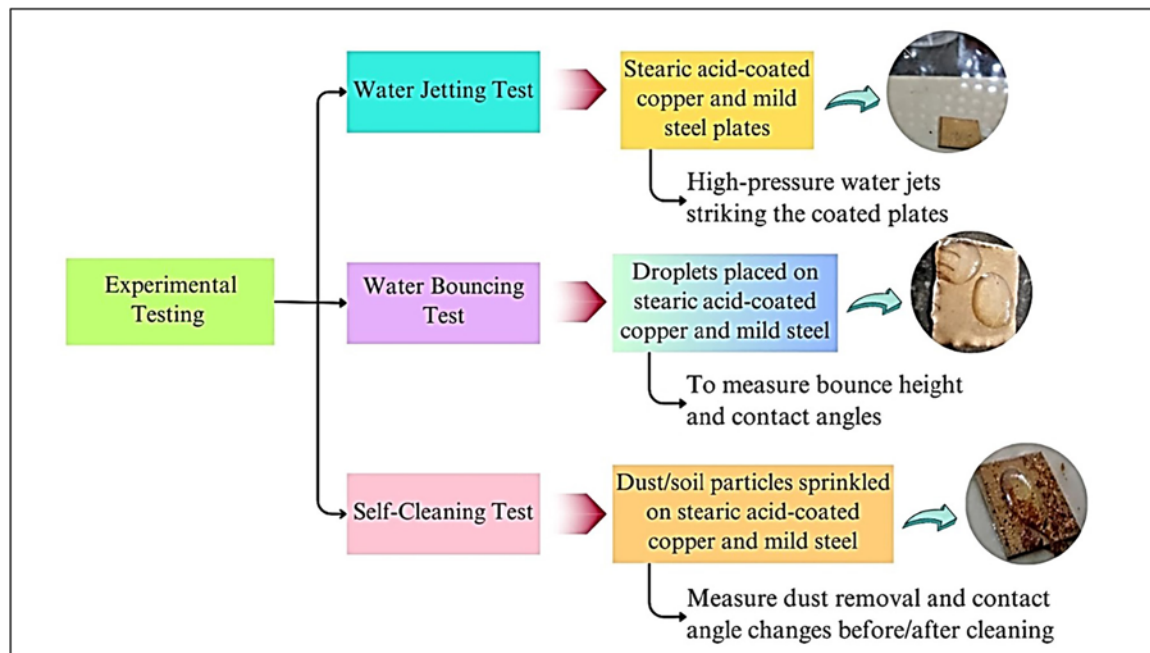 Experimental
Testing
Water Jetting Test
Stearic acid-coated
copper and mild
steel plates
High-pressure water jets
striking the coated plates
Water Bouncing
Test
Droplets placed on
stearic acid-coated
copper and mild steel
To measure bounce height
and contact angles
Self-Cleaning Test
Dust/soil particles sprinkled
on stearic acid-coated
copper and mild steel
Measure dust removal and contact
angle changes before/after cleaning